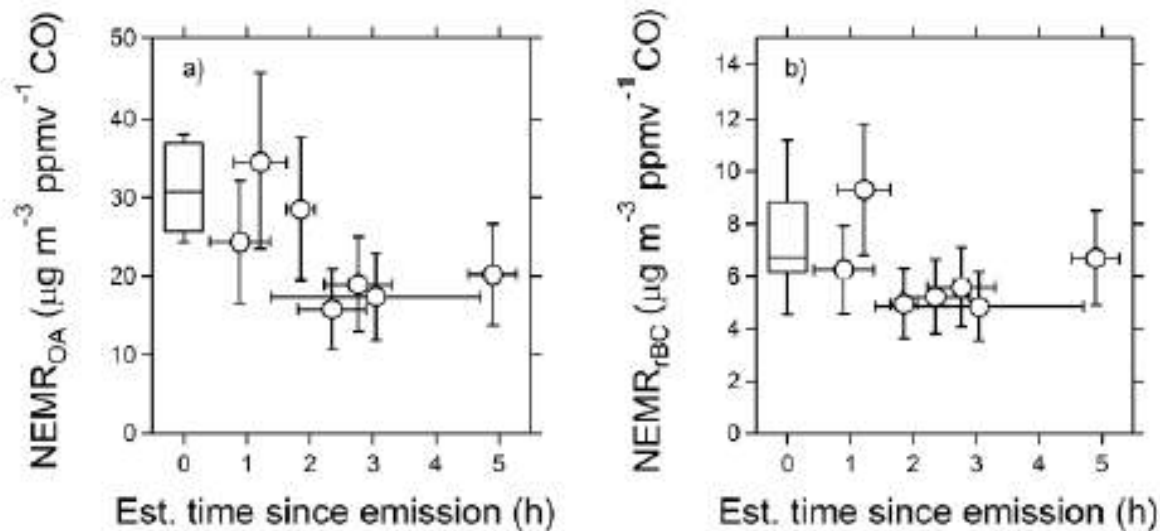 a)
NEMR_OA (µg m⁻³ ppmv⁻¹ CO)
50
40
30
20
10
0
0 1 2 3 4 5
Est. time since emission (h)
b)
NEMR_rBC (µg m⁻³ ppmv⁻¹ CO)
14
12
10
8
6
4
2
0
0 1 2 3 4 5
Est. time since emission (h)